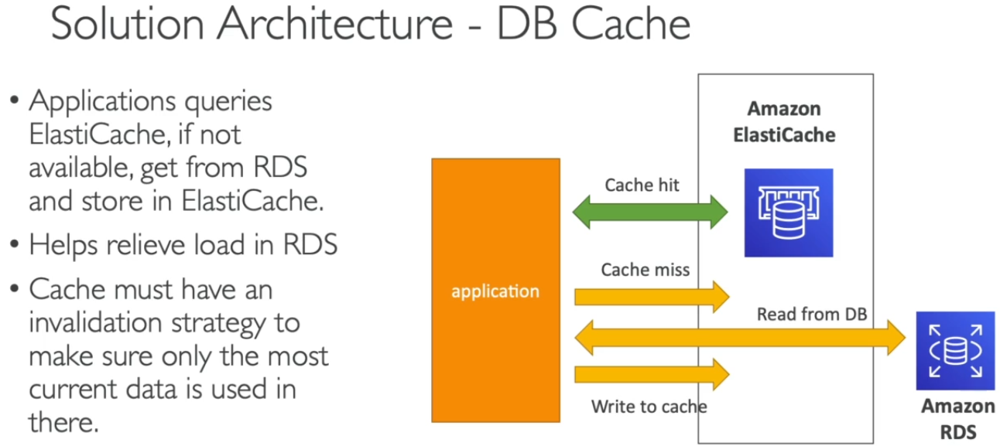 Solution Architecture - DB Cache
• Applications queries
ElastiCache, if not
available, get from RDS
and store in ElastiCache.
• Helps relieve load in RDS
• Cache must have an
invalidation strategy to
make sure only the most
current data is used in
there.
application
Cache hit
Cache miss
Read from DB
Write to cache
Amazon
ElastiCache
Amazon
RDS